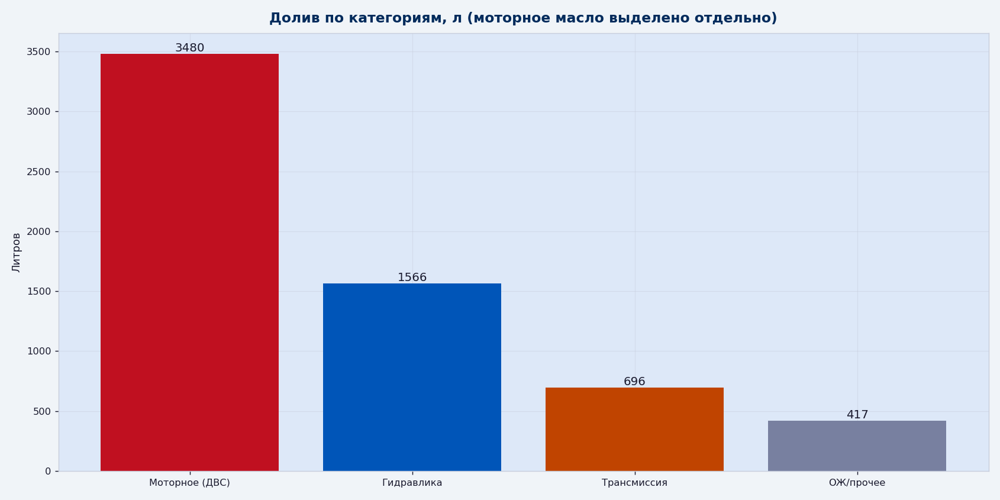 Долив по категориям, л (моторное масло выделено отдельно)
Литров
3500
3000
2500
2000
1500
1000
500
0
3480
1566
696
417
Моторное (ДВС)
Гидравлика
Трансмиссия
ОЖ/прочее